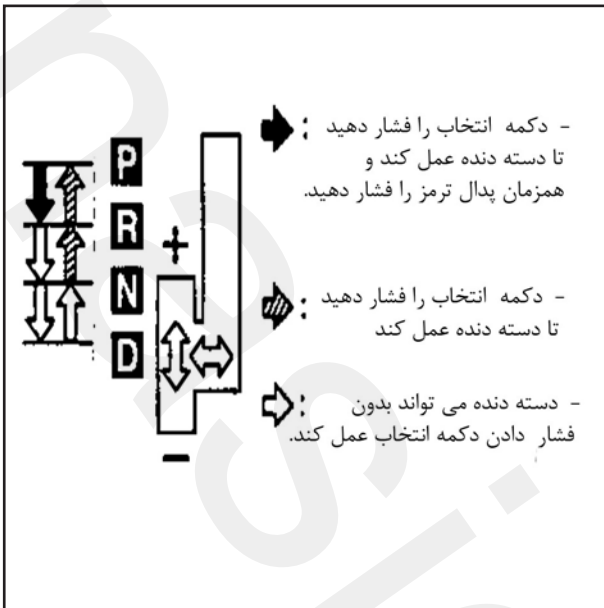 - دکمه انتخاب را فشار دهید
تا دسته دنده عمل کند و
همزمان پدال ترمز را فشار دهید.
P
R
+
N
- دکمه انتخاب را فشار دهید
تا دسته دنده عمل کند
D
- دسته دنده می تواند بدون
فشار دادن دکمه انتخاب عمل کند.
–